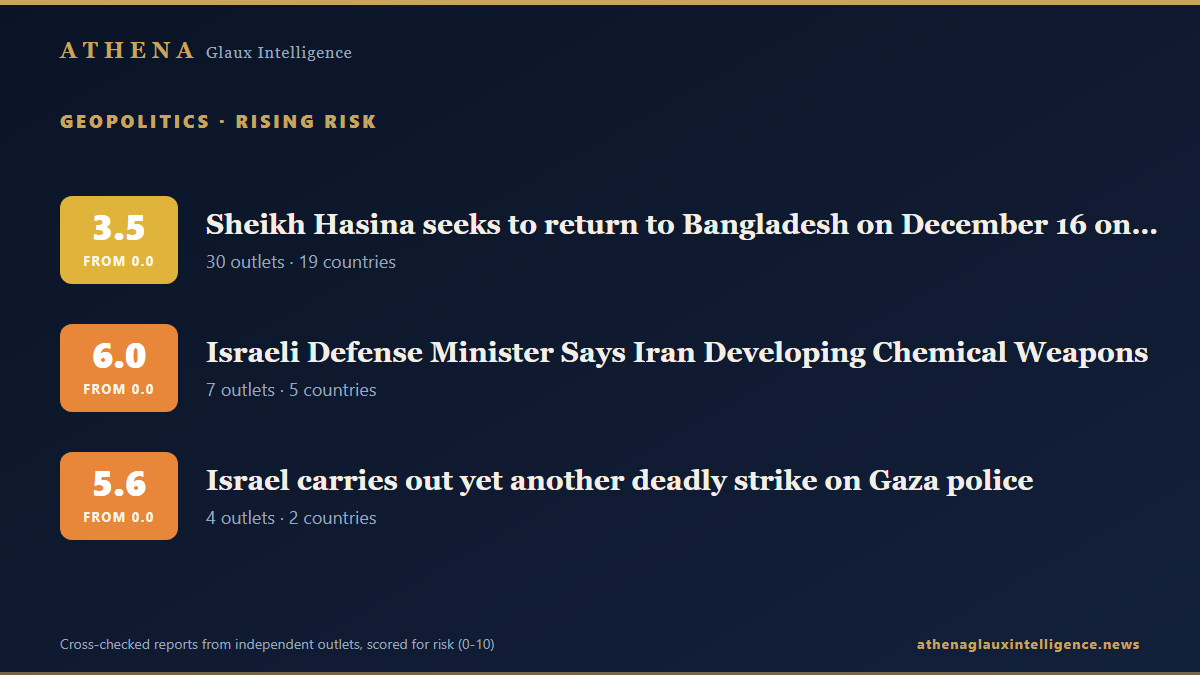 ATHENA Glaux Intelligence
GEOPOLITICS · RISING RISK
3.5
FROM 0.0
Sheikh Hasina seeks to return to Bangladesh on December 16 on...
30 outlets · 19 countries
6.0
FROM 0.0
Israeli Defense Minister Says Iran Developing Chemical Weapons
7 outlets · 5 countries
5.6
FROM 0.0
Israel carries out yet another deadly strike on Gaza police
4 outlets · 2 countries
Cross-checked reports from independent outlets, scored for risk (0-10)
athenaglauxintelligence.news